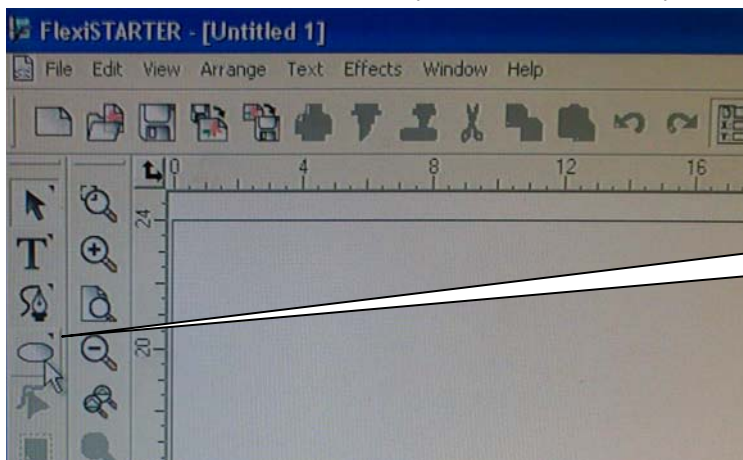 FlexiSTARTER - [Untitled 1]
File Edit View Arrange Text Effects Window Help
0 4 8 12 16
24
T
20